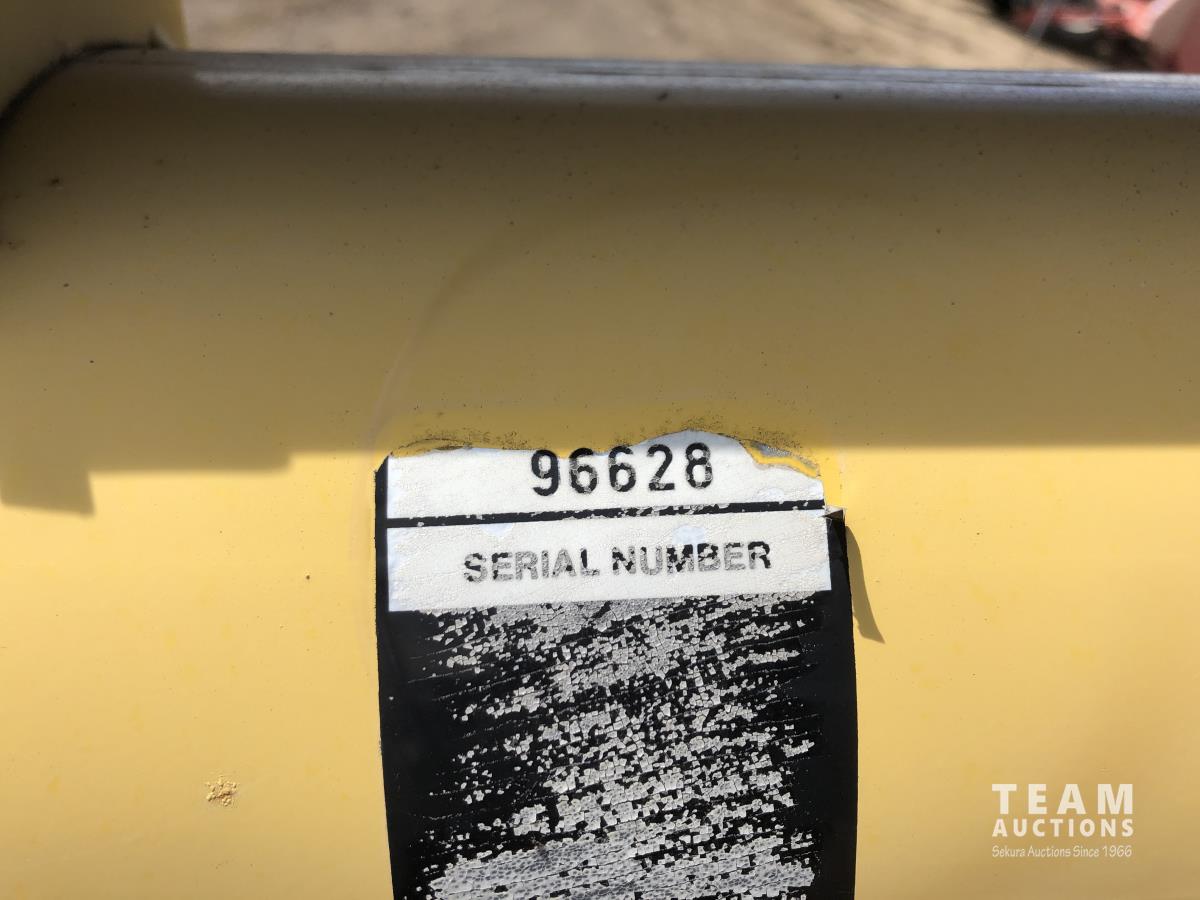 96628
SERIAL NUMBER
TEAM
AUCTIONS
Sekura Auctions Since 1966